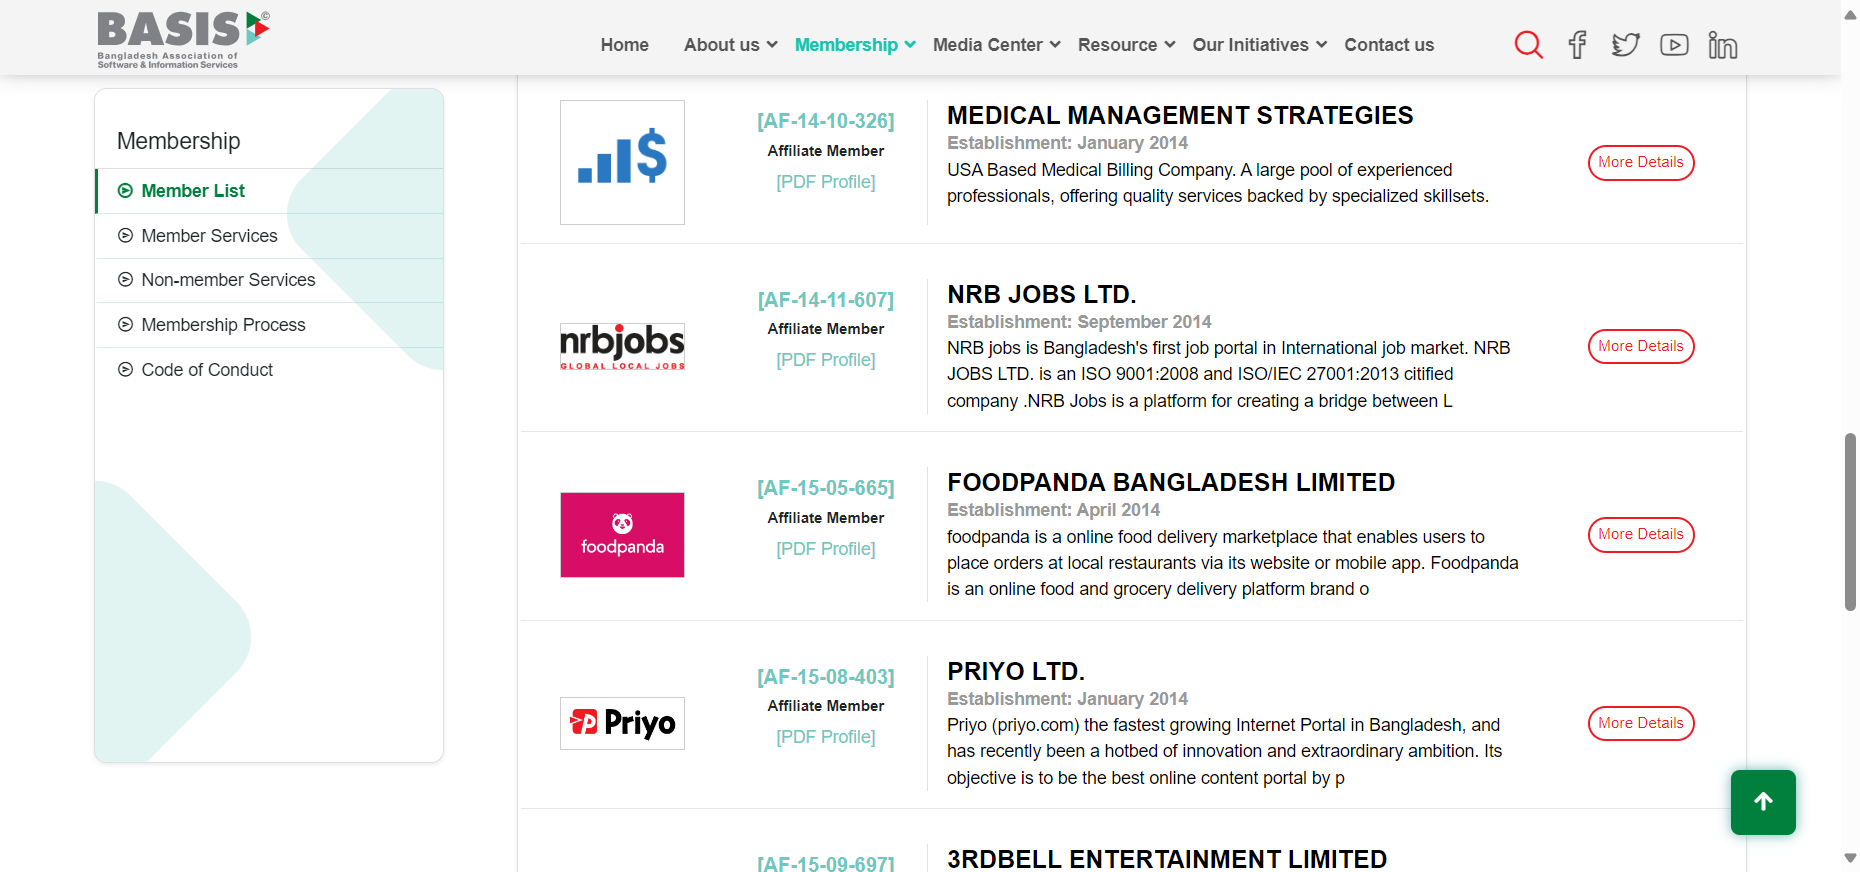 BASIS
©
Bangladesh Association of
Software & Information Services
Home About us Membership Media Center Resource Our Initiatives Contact us
Membership
Member List
Member Services
Non-member Services
Membership Process
Code of Conduct
[AF-14-10-326]
Affiliate Member
[PDF Profile]
MEDICAL MANAGEMENT STRATEGIES
Establishment: January 2014
USA Based Medical Billing Company. A large pool of experienced
professionals, offering quality services backed by specialized skillsets.
More Details
nrbjobs
GLOBAL LOCAL JOBS
[AF-14-11-607]
Affiliate Member
[PDF Profile]
NRB JOBS LTD.
Establishment: September 2014
NRB jobs is Bangladesh's first job portal in International job market. NRB
JOBS LTD. is an ISO 9001:2008 and ISO/IEC 27001:2013 citified
company .NRB Jobs is a platform for creating a bridge between L
More Details
foodpanda
[AF-15-05-665]
Affiliate Member
[PDF Profile]
FOODPANDA BANGLADESH LIMITED
Establishment: April 2014
foodpanda is a online food delivery marketplace that enables users to
place orders at local restaurants via its website or mobile app. Foodpanda
is an online food and grocery delivery platform brand o
More Details
Priyo
[AF-15-08-403]
Affiliate Member
[PDF Profile]
PRIYO LTD.
Establishment: January 2014
Priyo (priyo.com) the fastest growing Internet Portal in Bangladesh, and
has recently been a hotbed of innovation and extraordinary ambition. Its
objective is to be the best online content portal by p
More Details
[AF-15-09-697]
3RDBELL ENTERTAINMENT LIMITED